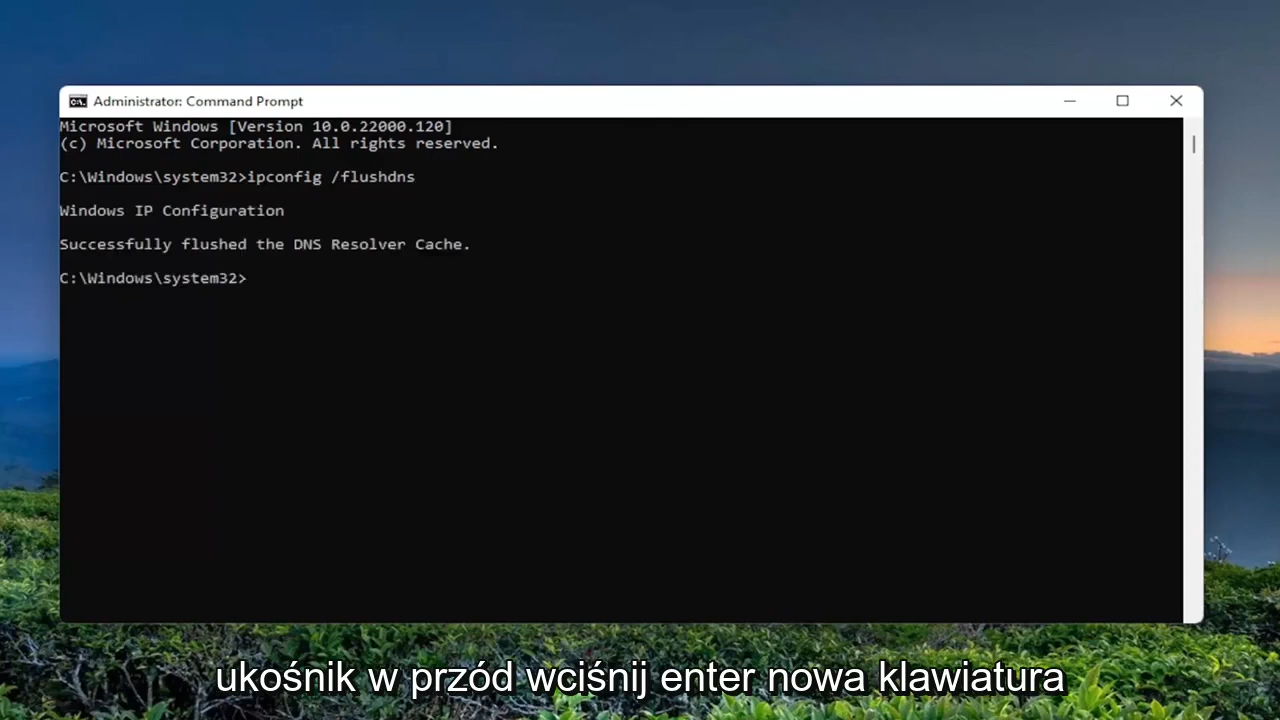 Administrator: Command Prompt
Microsoft Windows [Version 10.0.22000.120]
(c) Microsoft Corporation. All rights reserved.
C:\Windows\system32>ipconfig /flushdns
Windows IP Configuration
Successfully flushed the DNS Resolver Cache.
C:\Windows\system32>
ukośnik w przód wciśnij enter nowa klawiatura